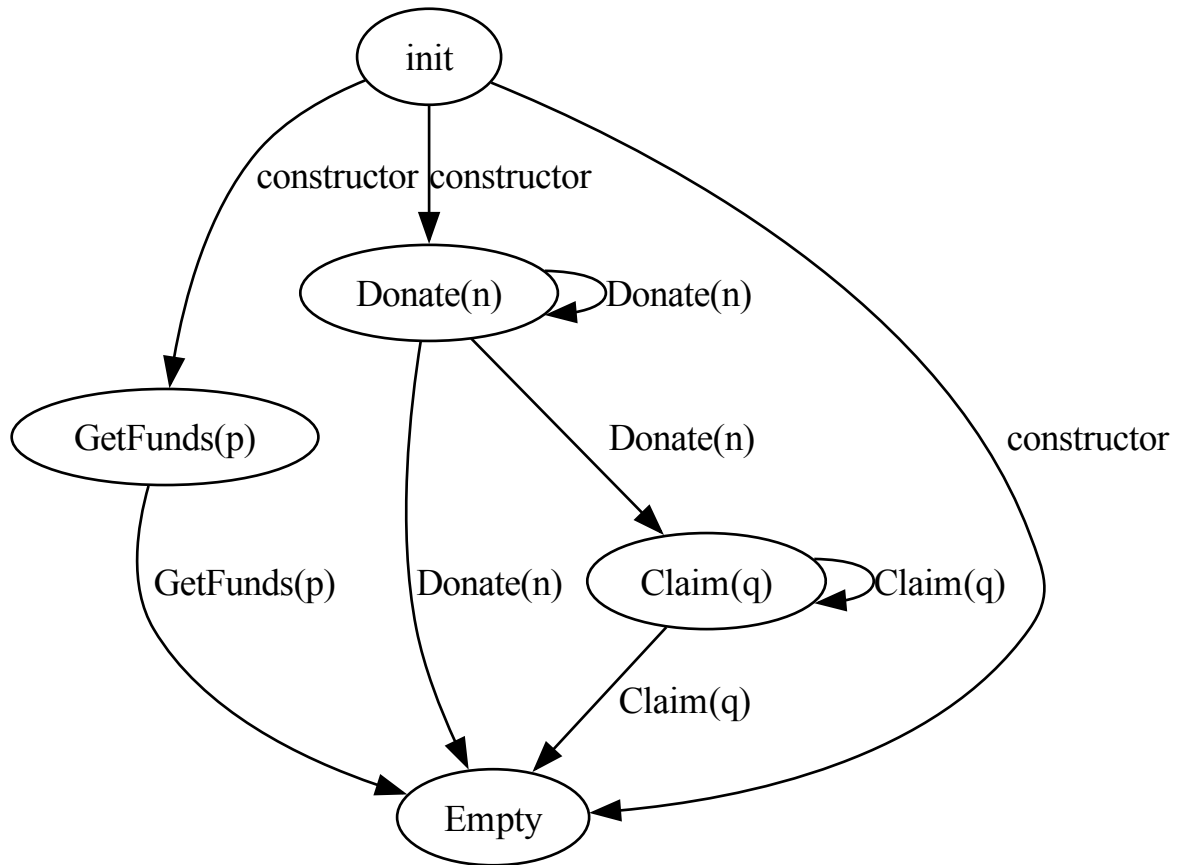 init
constructor
constructor
Donate(n)
Donate(n)
GetFunds(p)
Donate(n)
constructor
GetFunds(p)
Donate(n)
Claim(q)
Claim(q)
Claim(q)
Empty